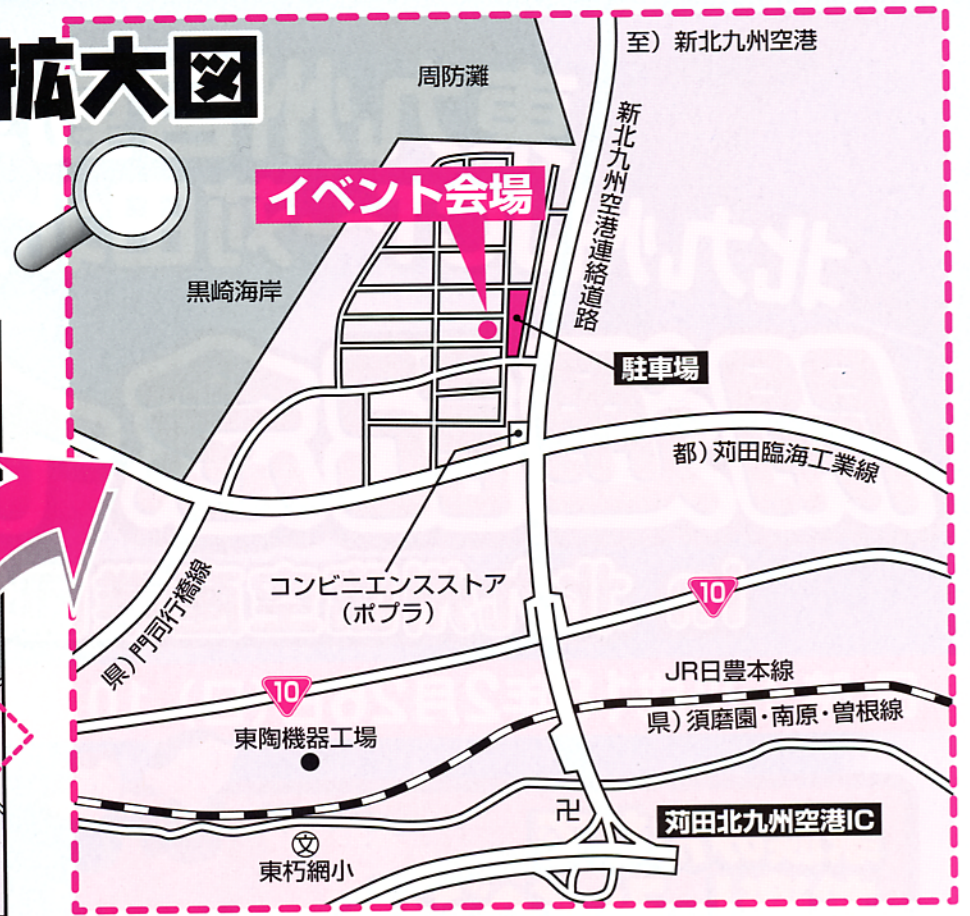 拡大図
至）新北九州空港
周防灘
新北九州空港連絡道路
イベント会場
黒崎海岸
駐車場
都）苅田臨海工業線
コンビニエンスストア
（ポプラ）
県）門司行橋線
10
10
JR日豊本線
県）須磨園・南原・曽根線
東陶機器工場
卍
苅田北九州空港IC
文
東朽網小